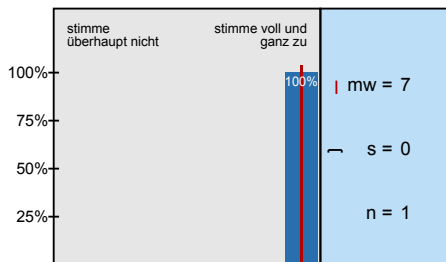 stimme
überhaupt nicht
stimme voll und
ganz zu
100%
75%
50%
25%
100%
mw = 7
s = 0
n = 1